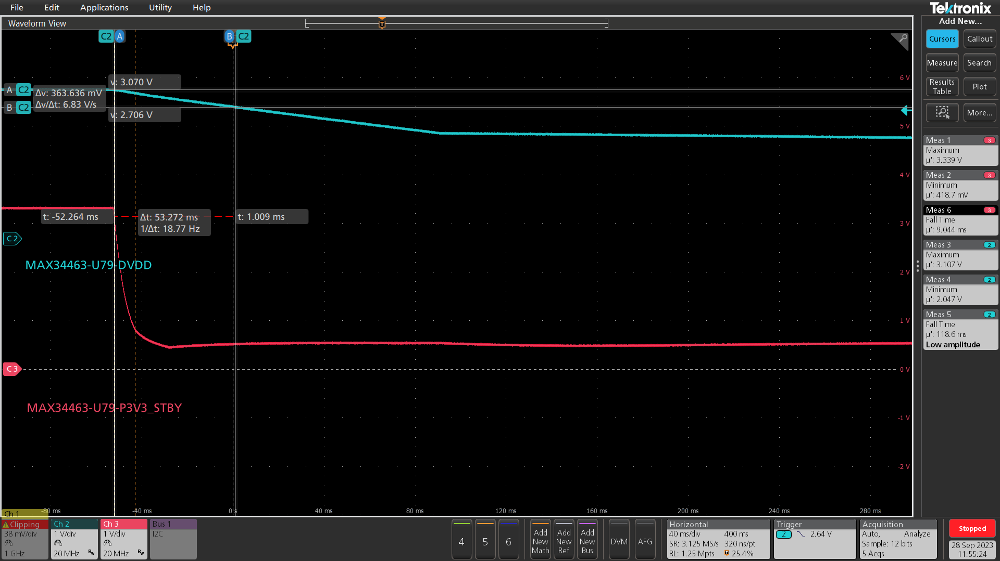 File Edit Applications Utility Help
Tektronix
Waveform View
Add New...
T
C2 A
B C2
Cursors Callout
Measure Search
Results Table Plot
More...
6 V
5 V
4 V
3 V
2 V
1 V
0 V
-1 V
-2 V
v: 3.070 V
A C2
Δv: 363.636 mV
Δv/Δt: 6.83 V/s
B C2
v: 2.706 V
t: -52.264 ms
Δt: 53.272 ms
1/Δt: 18.77 Hz
t: 1.009 ms
C 2
MAX34463-U79-DVDD
C 3
MAX34463-U79-P3V3_STBY
Meas 1 3
Maximum
µ': 3.339 V
Meas 2 3
Minimum
µ': 418.7 mV
Meas 6 3
Fall Time
µ': 9.044 ms
Meas 3 2
Maximum
µ': 3.107 V
Meas 4 2
Minimum
µ': 2.047 V
Meas 5 2
Fall Time
µ': 118.6 ms
Low amplitude
-80 ms -40 ms 0 s 40 ms 80 ms 120 ms 160 ms 200 ms 240 ms 280 ms
Ch 1
Clipping
38 mV/div
1 GHz
Ch 2
1 V/div
20 MHz Bw
Ch 3
1 V/div
20 MHz Bw
Bus 1
I2C
4 5 6
Add New Math
Add New Ref
Add New Bus
DVM AFG
Horizontal
40 ms/div 400 ms
SR: 3.125 MS/s 320 ns/pt
RL: 1.25 Mpts T 25.4%
Trigger
2 2.64 V
Acquisition
Auto, Analyze
Sample: 12 bits
5 Acqs
Stopped
28 Sep 2023
11:55:24